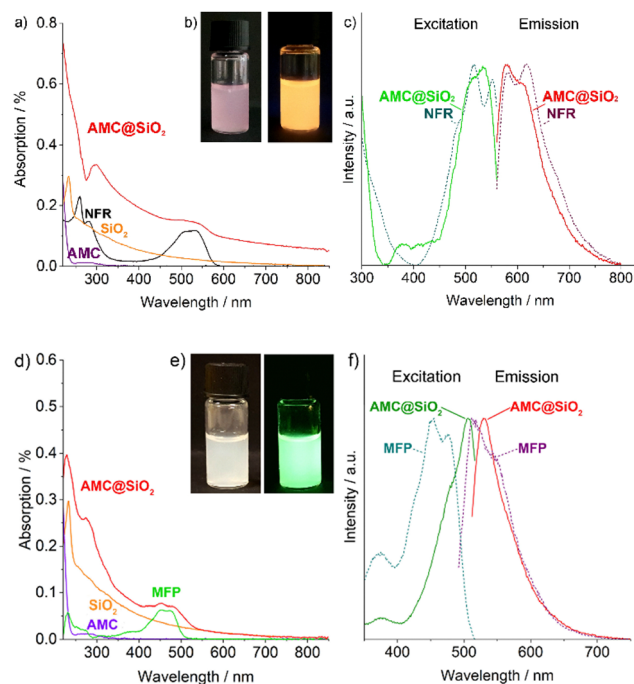 a)
b)
c)
0.8
0.6
0.4
0.2
0.0
Absorption / %
AMC@SiO₂
NFR
SiO₂
AMC
300 400 500 600 700 800
Wavelength / nm
Excitation Emission
AMC@SiO₂
NFR
AMC@SiO₂
NFR
Intensity / a.u.
300 400 500 600 700 800
Wavelength / nm
d)
e)
f)
0.6
0.5
0.4
0.3
0.2
0.1
0.0
Absorption / %
AMC@SiO₂
SiO₂
AMC
MFP
200 300 400 500 600 700 800
Wavelength / nm
Excitation Emission
AMC@SiO₂
AMC@SiO₂
MFP
MFP
Intensity / a.u.
400 500 600 700
Wavelength / nm